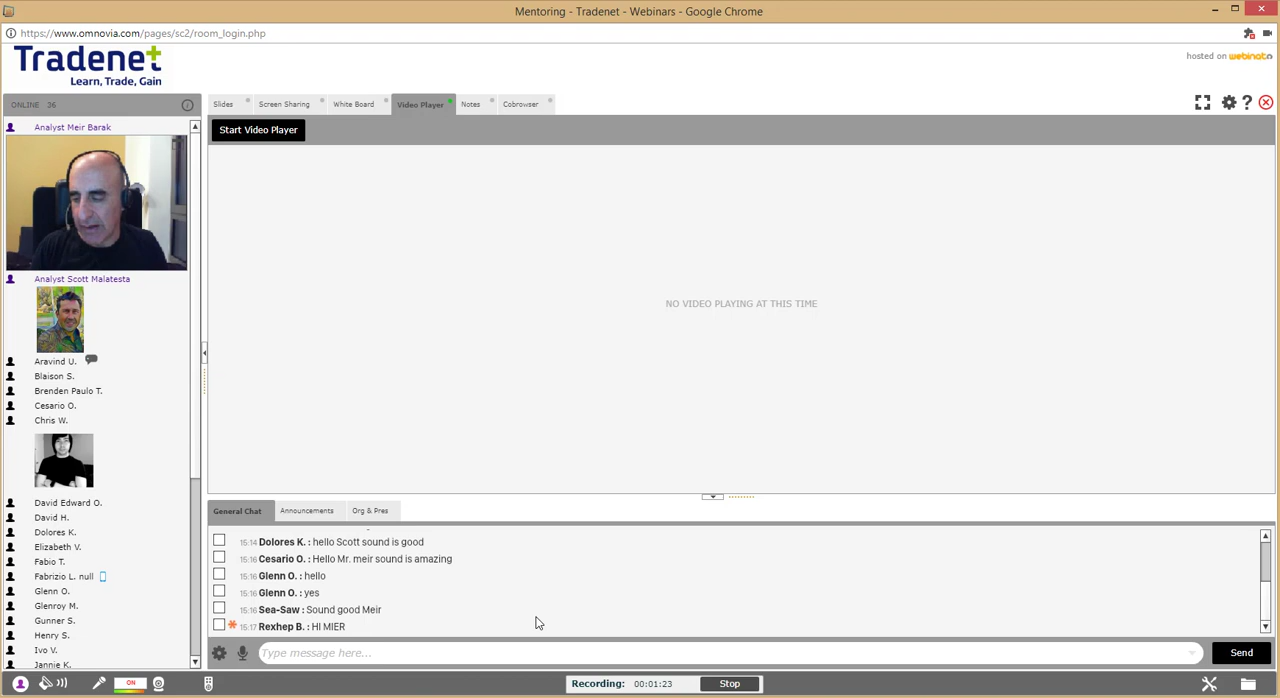 Mentoring - Tradenet - Webinars - Google Chrome
https://www.omnovia.com/pages/sc2/room_login.php
Tradenet
Learn, Trade, Gain
hosted on webinato
ONLINE 36
Slides Screen Sharing White Board Video Player Notes Cobrowser
Start Video Player
Analyst Meir Barak
NO VIDEO PLAYING AT THIS TIME
Analyst Scott Malatesta
Aravind U.
Blaison S.
Brenden Paulo T.
Cesario O.
Chris W.
David Edward O.
David H.
Dolores K.
Elizabeth V.
Fabio T.
Fabrizio L. null
Glenn O.
Glenroy M.
Gunner S.
Henry S.
Ivo V.
Jannie K.
General Chat Announcements Org & Pres
15:14 Dolores K. : hello Scott sound is good
15:16 Cesario O. : Hello Mr. meir sound is amazing
15:16 Glenn O. : hello
15:16 Glenn O. : yes
15:16 Sea-Saw : Sound good Meir
15:17 Rexhep B. : HI MIER
Type message here...
Send
ON
Recording: 00:01:23 Stop